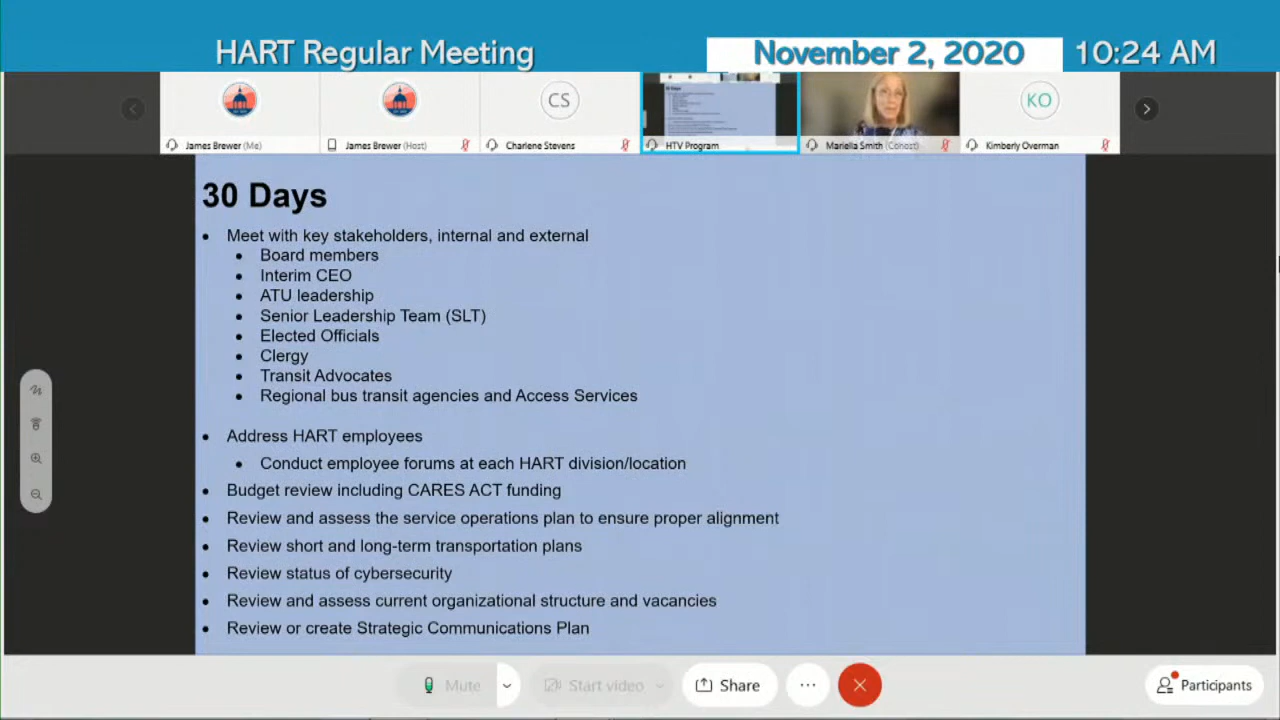 HART Regular Meeting
November 2, 2020
10:24 AM
James Brewer (Me)
James Brewer (Host)
CS
Charlene Stevens
30 Days
HTV Program
Mariella Smith (Cohost)
KO
Kimberly Overman
30 Days
• Meet with key stakeholders, internal and external
• Board members
• Interim CEO
• ATU leadership
• Senior Leadership Team (SLT)
• Elected Officials
• Clergy
• Transit Advocates
• Regional bus transit agencies and Access Services
• Address HART employees
• Conduct employee forums at each HART division/location
• Budget review including CARES ACT funding
• Review and assess the service operations plan to ensure proper alignment
• Review short and long-term transportation plans
• Review status of cybersecurity
• Review and assess current organizational structure and vacancies
• Review or create Strategic Communications Plan
Mute
Start video
Share
Participants